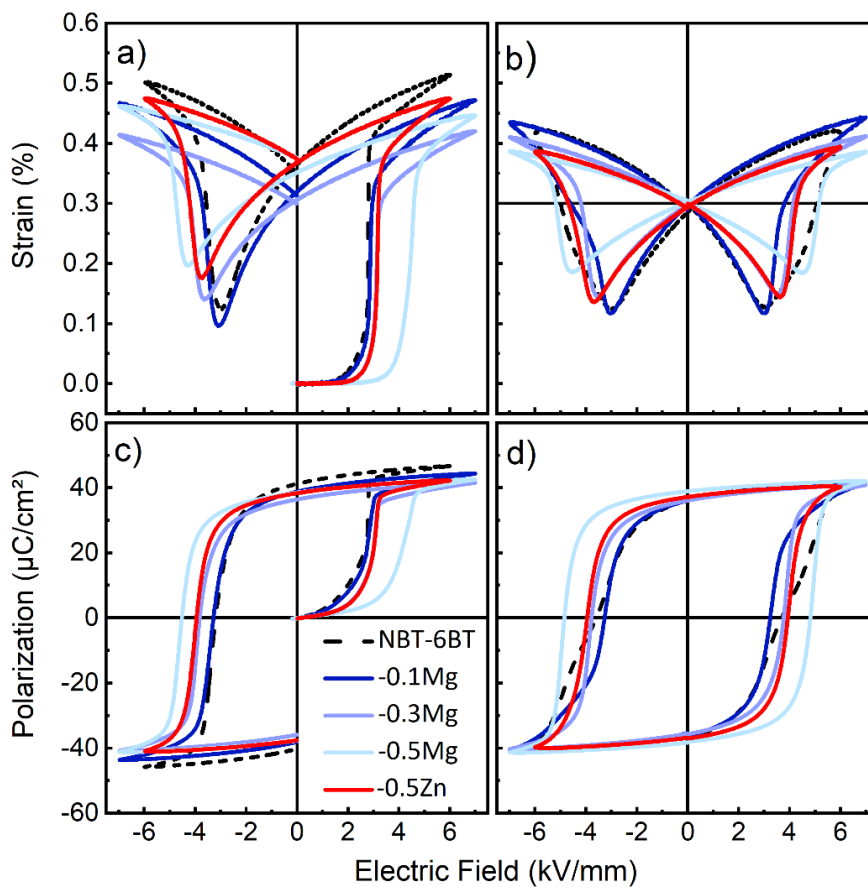 a)
b)
0.6
0.5
0.4
0.3
0.2
0.1
0.0
Strain (%)
c)
d)
60
40
20
0
-20
-40
-60
Polarization (µC/cm²)
NBT-6BT
-0.1Mg
-0.3Mg
-0.5Mg
-0.5Zn
-6 -4 -2 0 2 4 6
-6 -4 -2 0 2 4 6
Electric Field (kV/mm)